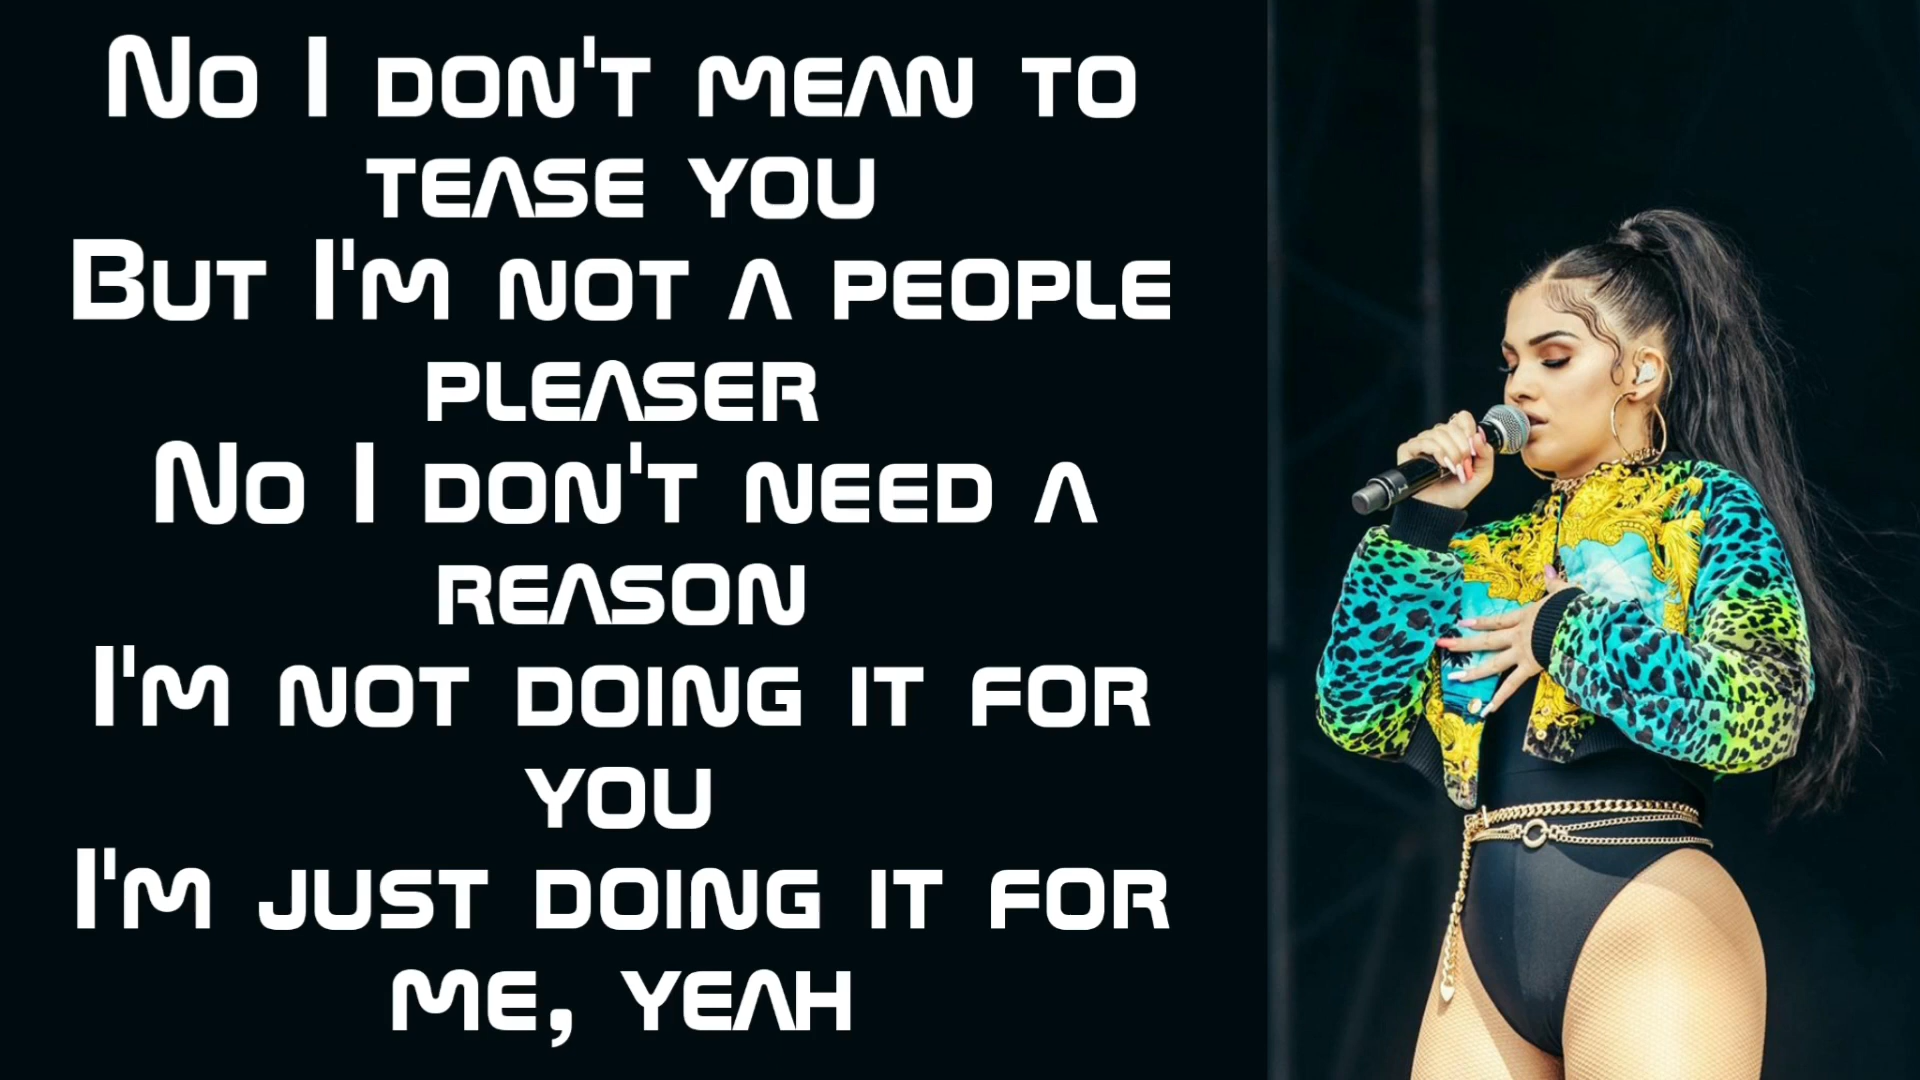 No I don't mean to
tease you
But I'm not a people
pleaser
No I don't need a
reason
I'm not doing it for
you
I'm just doing it for
me, yeah